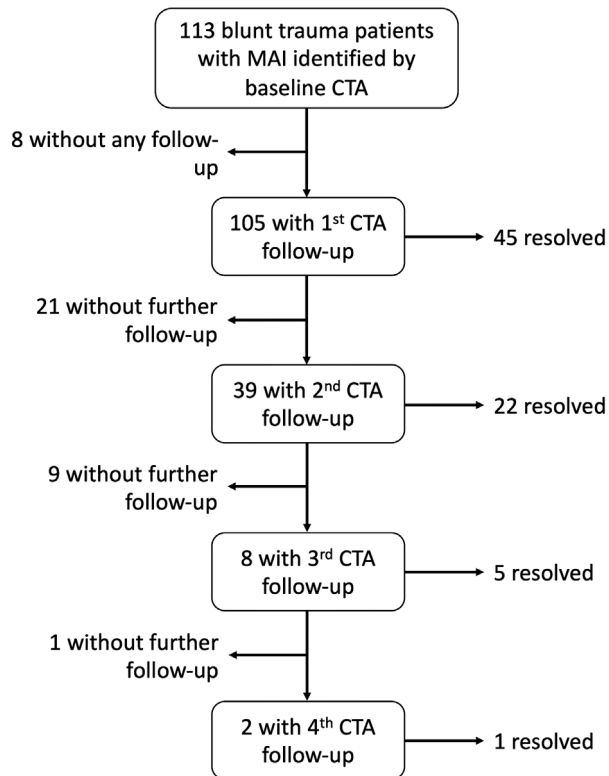 113 blunt trauma patients
with MAI identified by
baseline CTA
8 without any follow-
up
105 with 1st CTA
follow-up
45 resolved
21 without further
follow-up
39 with 2nd CTA
follow-up
22 resolved
9 without further
follow-up
8 with 3rd CTA
follow-up
5 resolved
1 without further
follow-up
2 with 4th CTA
follow-up
1 resolved